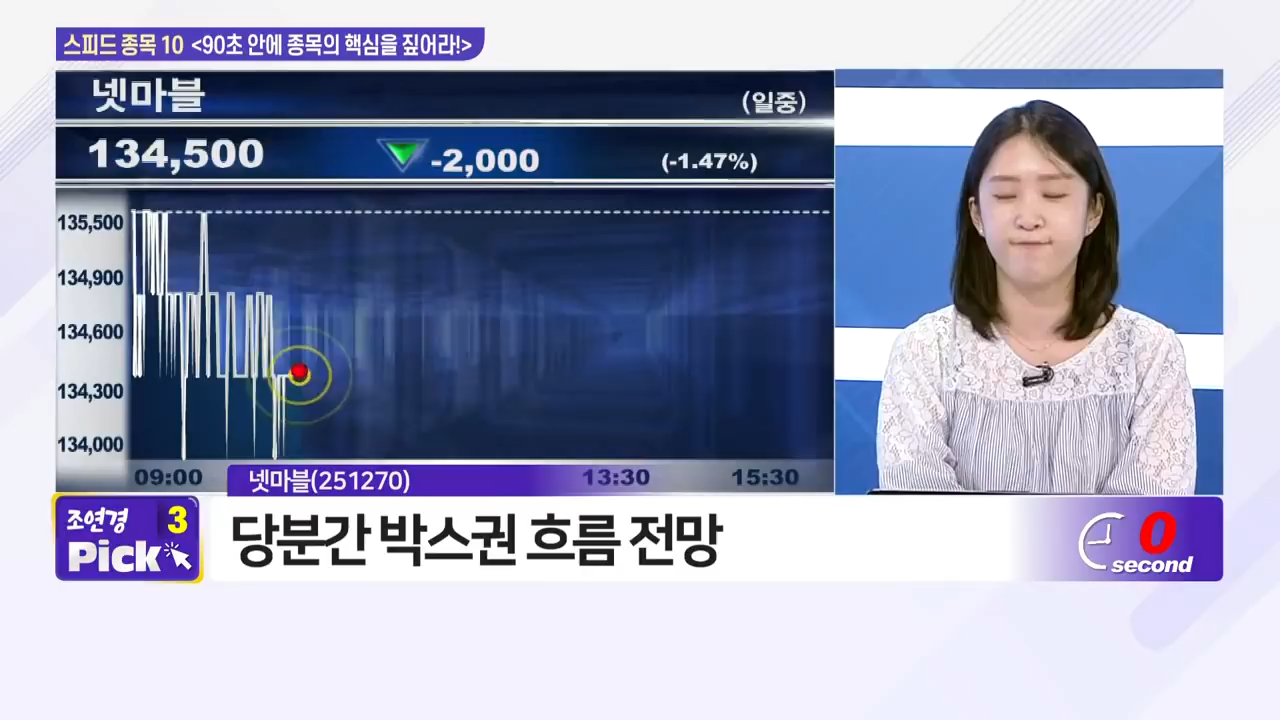 스피드 종목 10 <90초 안에 종목의 핵심을 짚어라!>
넷마블
(일중)
134,500
-2,000
(-1.47%)
135,500
134,900
134,600
134,300
134,000
09:00
13:30
15:30
넷마블(251270)
조연경 3
Pick
당분간 박스권 흐름 전망
0
second